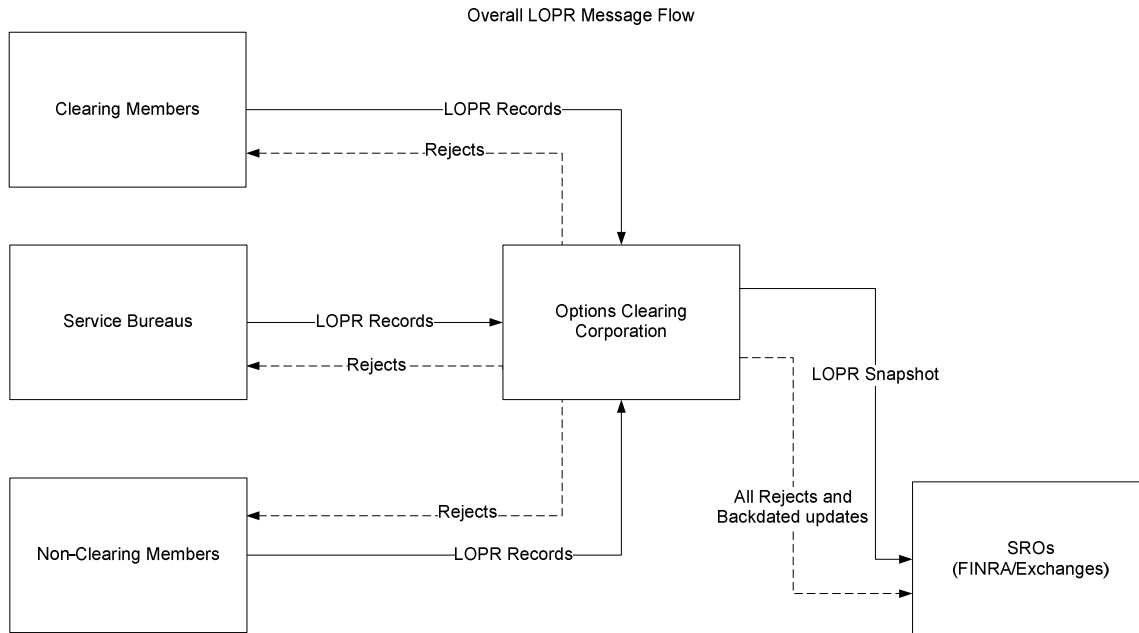 Overall LOPR Message Flow
Clearing Members
LOPR Records
Rejects
Service Bureaus
LOPR Records
Rejects
Options Clearing
Corporation
LOPR Snapshot
All Rejects and
Backdated updates
Non-Clearing Members
Rejects
LOPR Records
SROs
(FINRA/Exchanges)